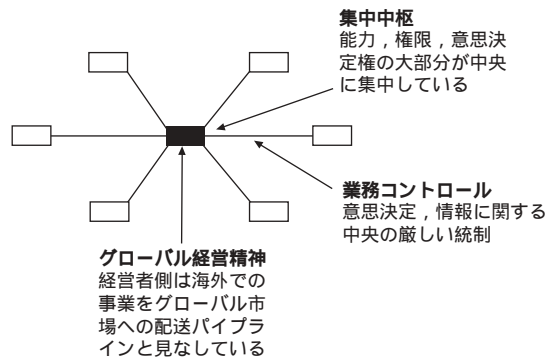 集中中枢
能力，権限，意思決
定権の大部分が中央
に集中している
業務コントロール
意思決定，情報に関する
中央の厳しい統制
グローバル経営精神
経営者側は海外での
事業をグローバル市
場への配送パイプラ
インと見なしている